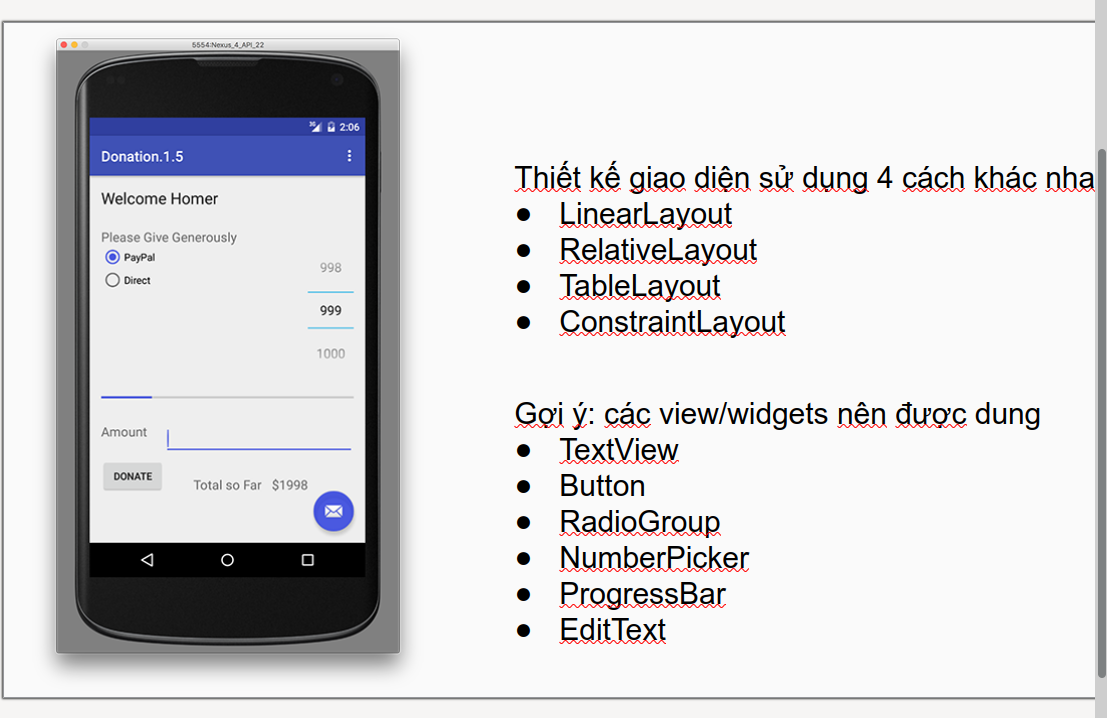 5554:Nexus_4_API_22
3G 2:06
Donation.1.5
Welcome Homer
Please Give Generously
PayPal
Direct
998
999
1000
Amount
DONATE
Total so Far $1998
Thiết kế giao diện sử dụng 4 cách khác nha
● LinearLayout
● RelativeLayout
● TableLayout
● ConstraintLayout
Gợi ý: các view/widgets nên được dung
● TextView
● Button
● RadioGroup
● NumberPicker
● ProgressBar
● EditText